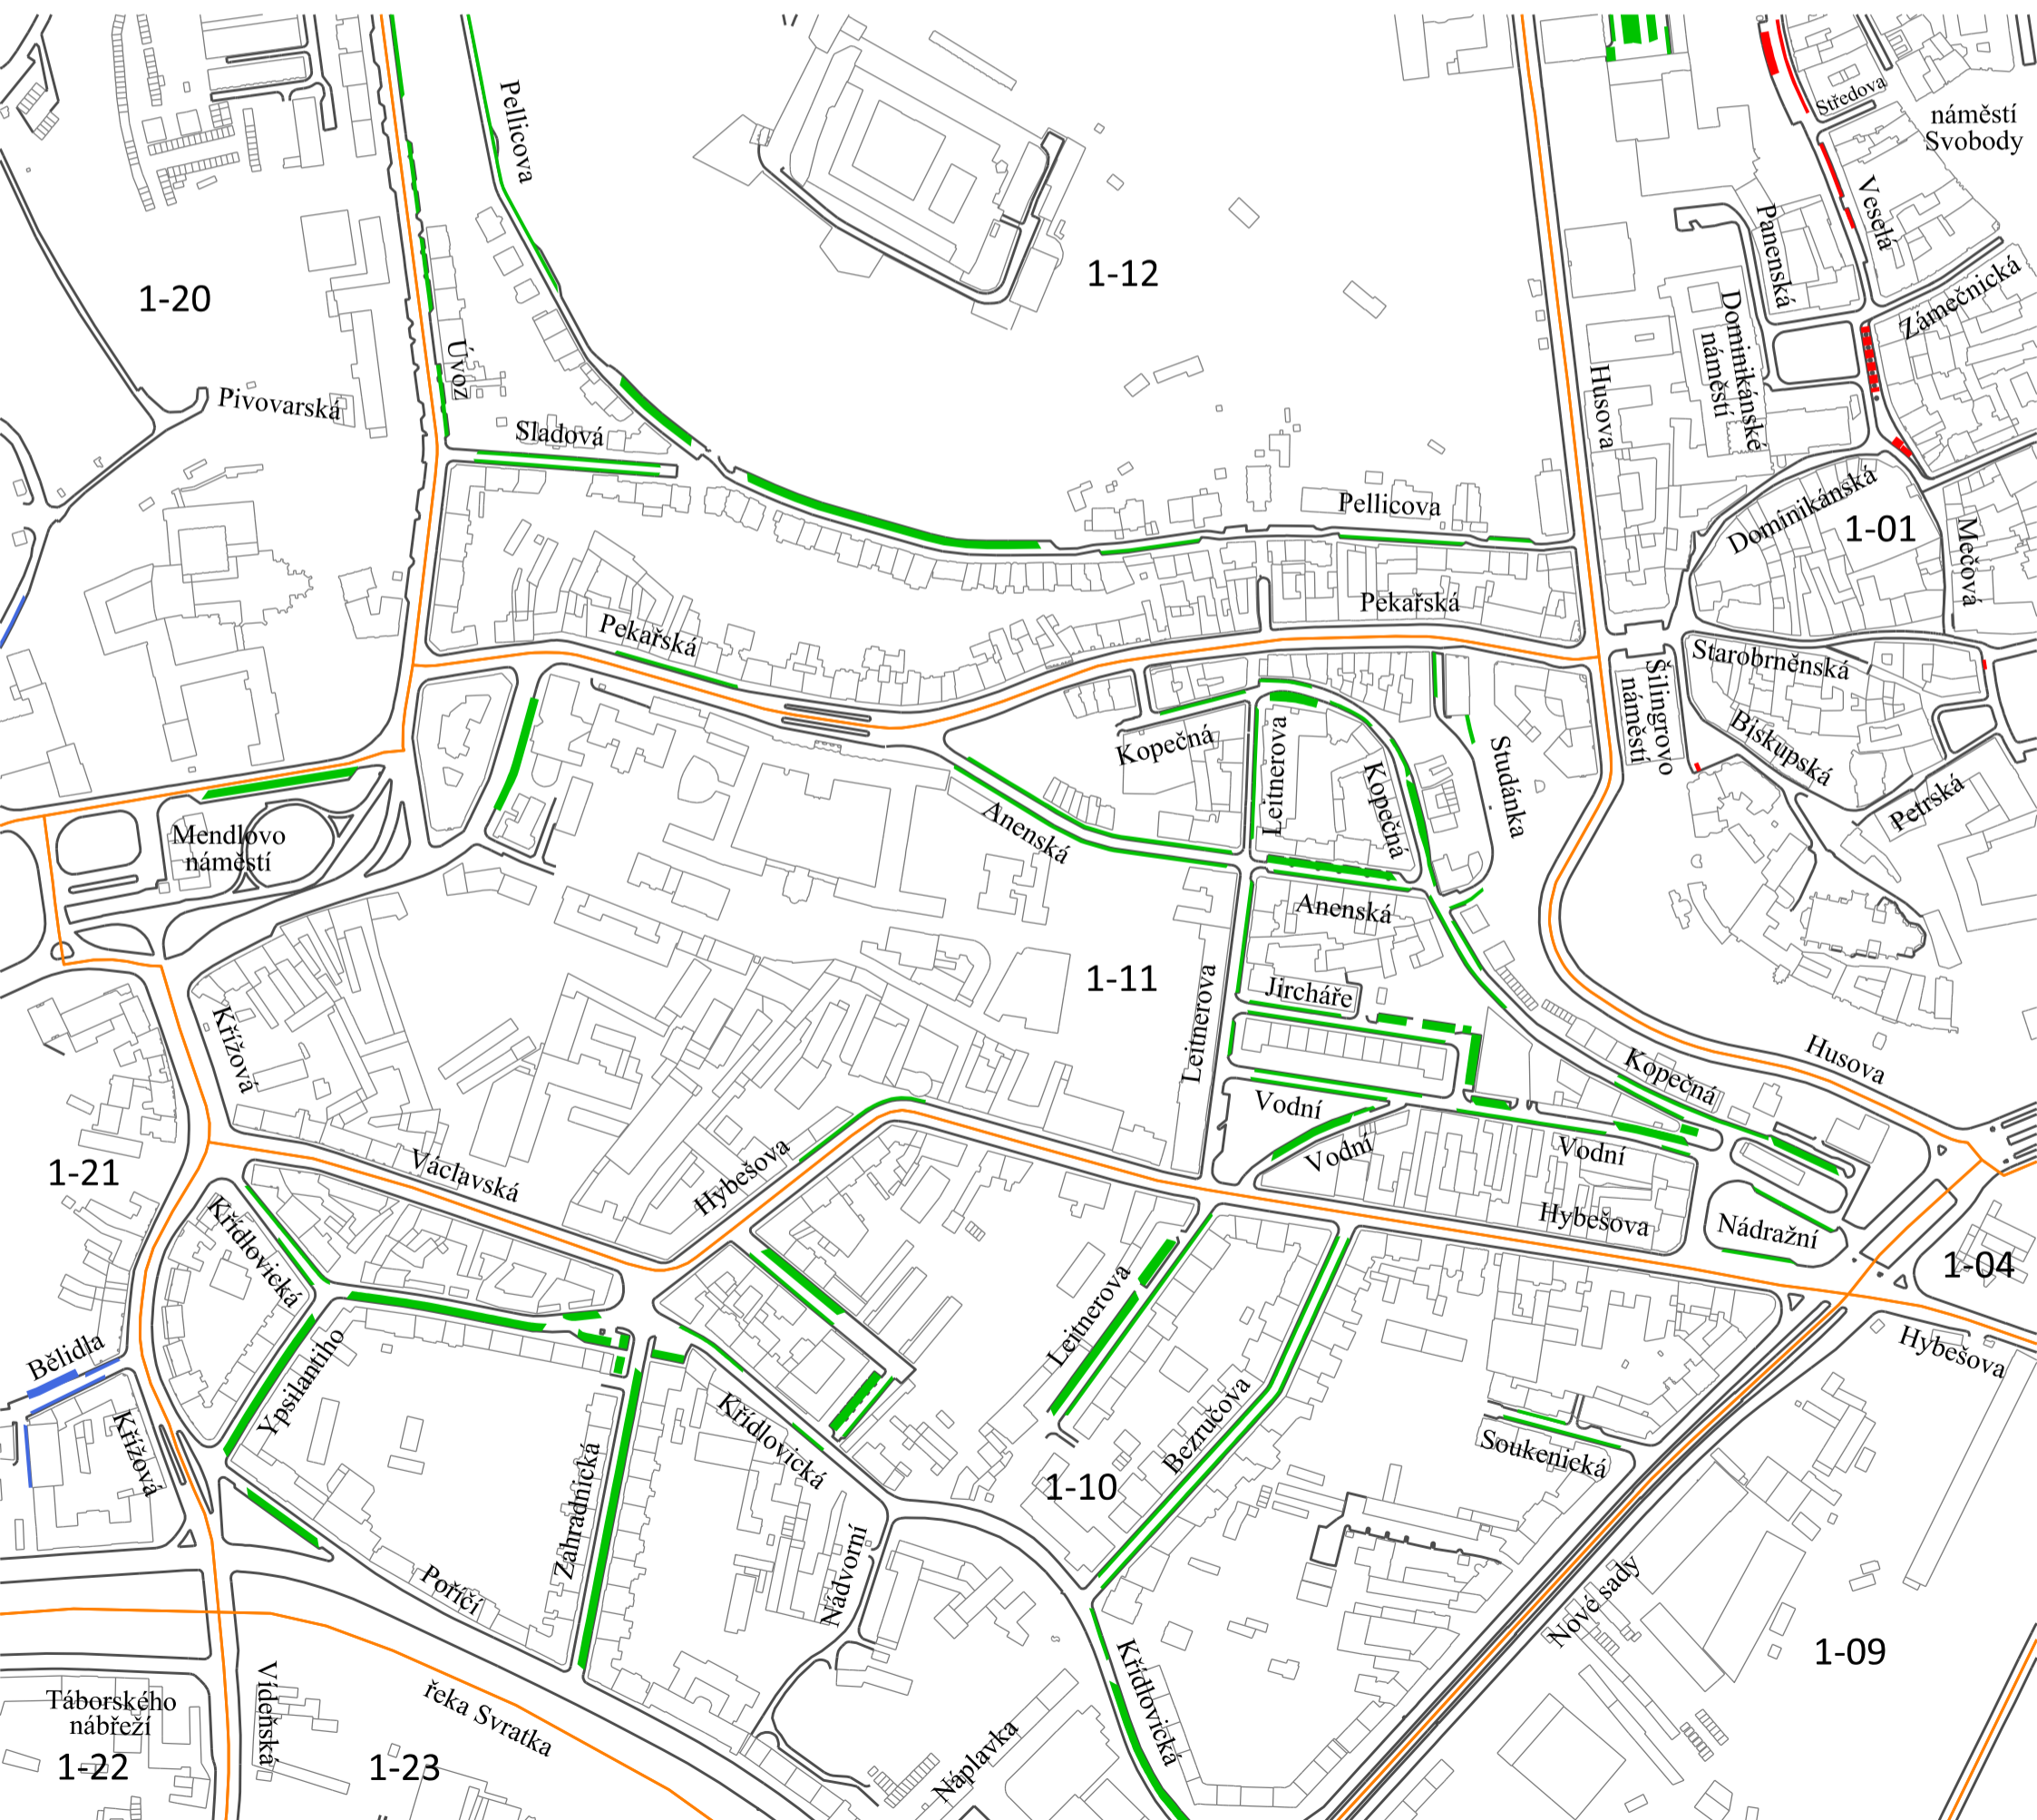 Pellicova
Středova
náměstí
Svobody
Veselá
Panenská
1-12
1-20
Zámečnická
Dominikánské
náměstí
Úvoz
Husova
Pivovarská
Sladová
Pellicova
Dominikánská
1-01
Mečová
Pekařská
Pekařská
Starobrněnská
Šilingrovo
náměstí
Biskupská
Kopečná
Leitnerova
Kopečná
Studánka
Petrská
Anenská
Mendlovo
náměstí
Anenská
1-11
Jircháře
Leitnerova
Křížová
Husova
Kopečná
Vodní
Vodní
Vodní
Václavská
Hybešova
1-21
Křídlovická
Hybešova
Nádražní
1-04
Leitnerova
Bělidla
Ypsilantiho
Hybešova
Křídlovická
Bezručova
Křížová
Soukenická
1-10
Zahradnická
Nádvorní
Poříčí
Nové sady
1-09
Křídlovická
Vídeňská
řeka Svratka
Táborského
nábřeží
Náplavka
1-22
1-23